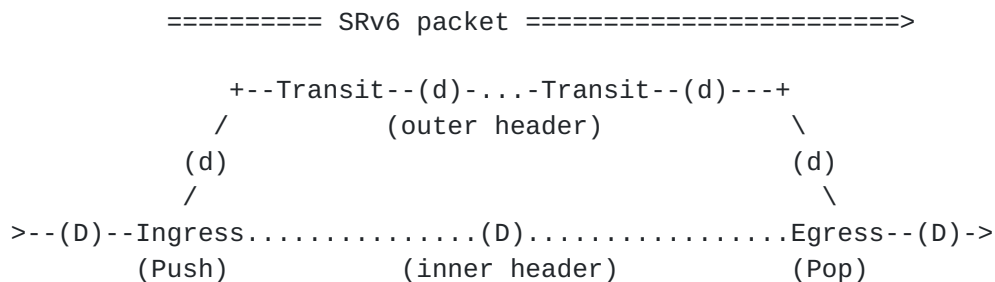 ========== SRv6 packet ========================>
+--Transit--(d)-...-Transit--(d)---+
/ (outer header) \
(d) (d)
/ \
>--(D)--Ingress...............(D).................Egress--(D)->
(Push) (inner header) (Pop)